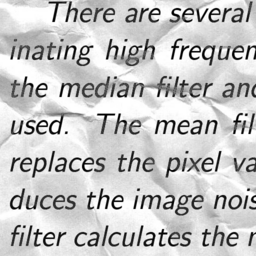 There are several
inating high frequen
the median filter and
used. The mean fil
replaces the pixel va
duces the image nois
filter calculates the